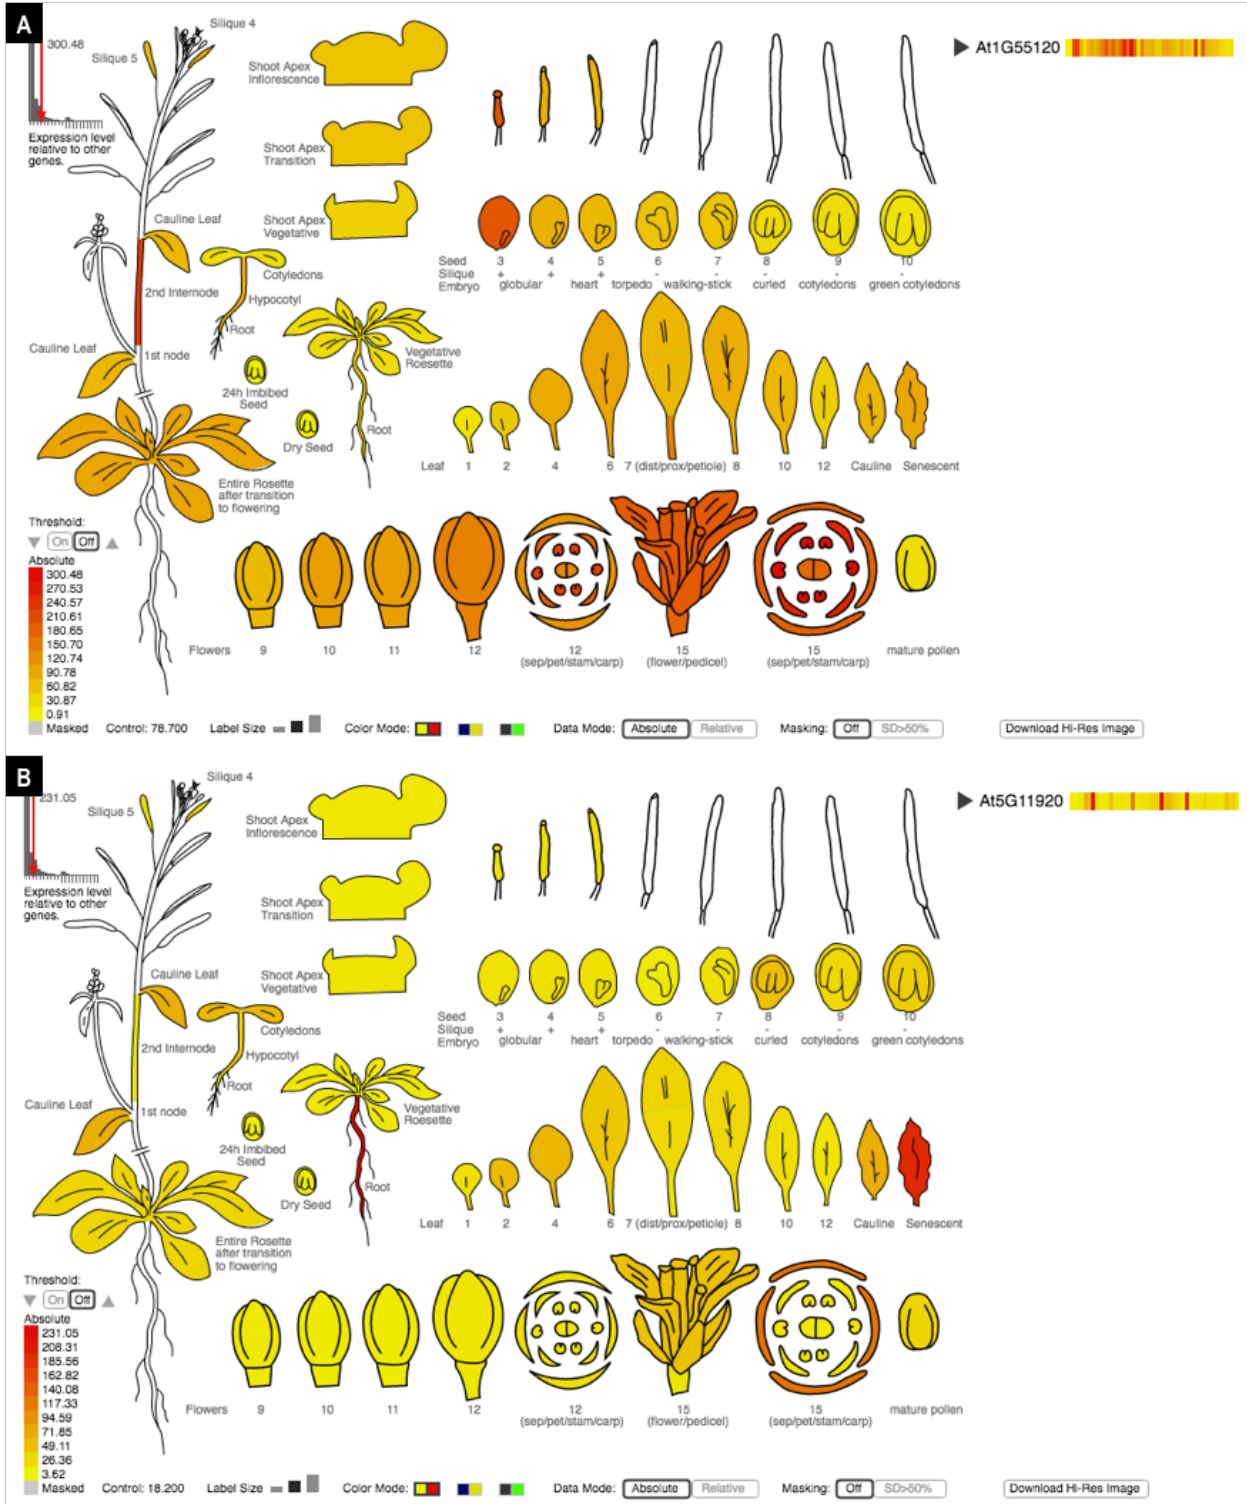 A
300.48
Silique 4
Silique 5
Expression level
relative to other
genes.
Shoot Apex
Inflorescence
Shoot Apex
Transition
Shoot Apex
Vegetative
At1G55120
Cauline Leaf
2nd Internode
Cauline Leaf
1st node
Cotyledons
Hypocotyl
Root
24h Imbibed
Seed
Dry Seed
Vegetative
Roesette
Root
Entire Rosette
after transition
to flowering
Seed 3 4 5 6 7 8 9 10
Silique + + + - - - - -
Embryo globular heart torpedo walking-stick curled cotyledons green cotyledons
Leaf 1 2 4 6 7 (dist/prox/petiole) 8 10 12 Cauline Senescent
Threshold:
On Off
Absolute
300.48
270.53
240.57
210.61
180.65
150.70
120.74
90.78
60.82
30.87
0.91
Masked
Flowers 9 10 11 12 12 15 15 mature pollen
(sep/pet/stam/carp) (flower/pedicel) (sep/pet/stam/carp)
Control: 78.700 Label Size Color Mode: Data Mode: Absolute Relative Masking: Off SD>50% Download Hi-Res Image
B
231.05
Silique 4
Silique 5
Expression level
relative to other
genes.
Shoot Apex
Inflorescence
Shoot Apex
Transition
Shoot Apex
Vegetative
At5G11920
Cauline Leaf
2nd Internode
Cauline Leaf
1st node
Cotyledons
Hypocotyl
Root
24h Imbibed
Seed
Dry Seed
Vegetative
Roesette
Root
Entire Rosette
after transition
to flowering
Seed 3 4 5 6 7 8 9 10
Silique + + + - - - - -
Embryo globular heart torpedo walking-stick curled cotyledons green cotyledons
Leaf 1 2 4 6 7 (dist/prox/petiole) 8 10 12 Cauline Senescent
Threshold:
On Off
Absolute
231.05
208.31
185.56
162.82
140.08
117.33
94.59
71.85
49.11
26.36
3.62
Masked
Flowers 9 10 11 12 12 15 15 mature pollen
(sep/pet/stam/carp) (flower/pedicel) (sep/pet/stam/carp)
Control: 18.200 Label Size Color Mode: Data Mode: Absolute Relative Masking: Off SD>50% Download Hi-Res Image